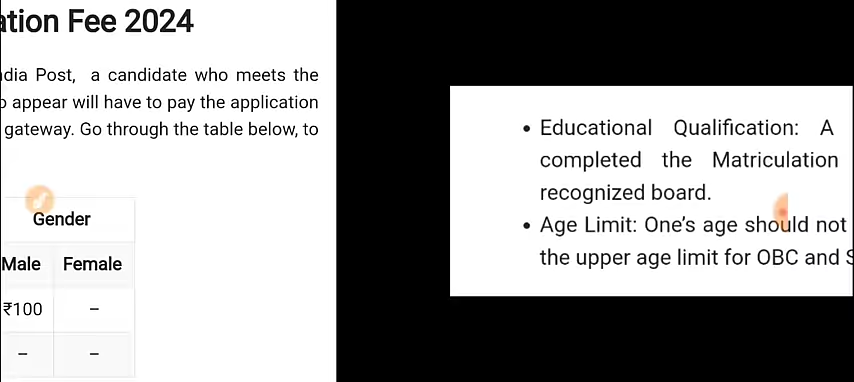 ation Fee 2024
ndia Post, a candidate who meets the
o appear will have to pay the application
gateway. Go through the table below, to
Gender
Male Female
₹100 –
– –
• Educational Qualification: A
completed the Matriculation
recognized board.
• Age Limit: One's age should not
the upper age limit for OBC and S